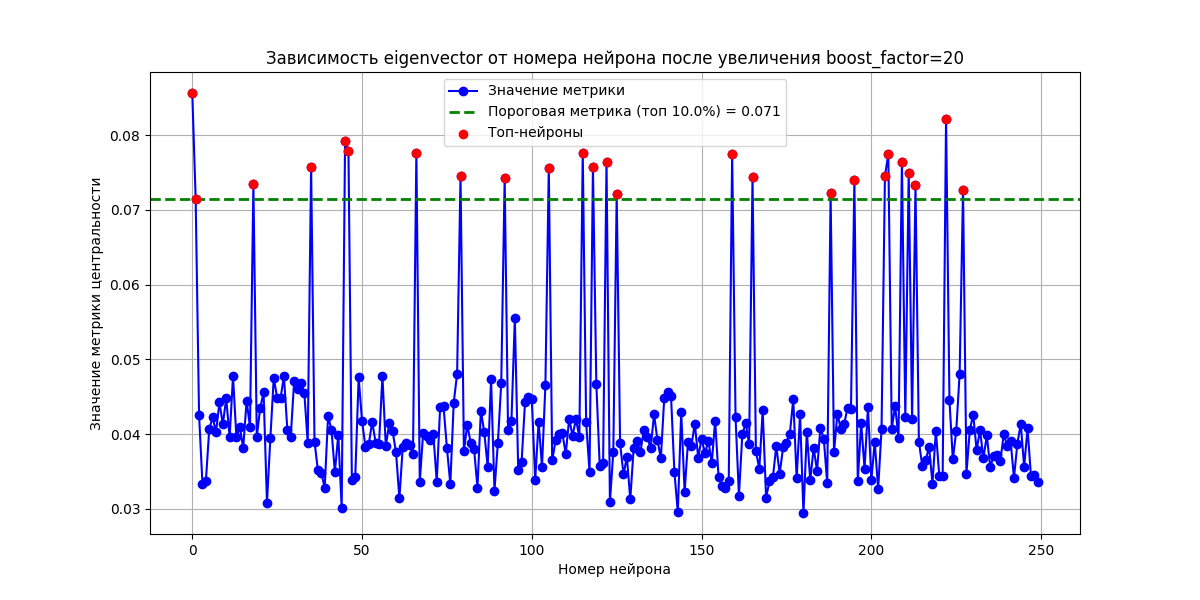 Зависимость eigenvector от номера нейрона после увеличения boost_factor=20
Значение метрики
Пороговая метрика (топ 10.0%) = 0.071
Топ-нейроны
Значение метрики центральности
0.08
0.07
0.06
0.05
0.04
0.03
0 50 100 150 200 250
Номер нейрона